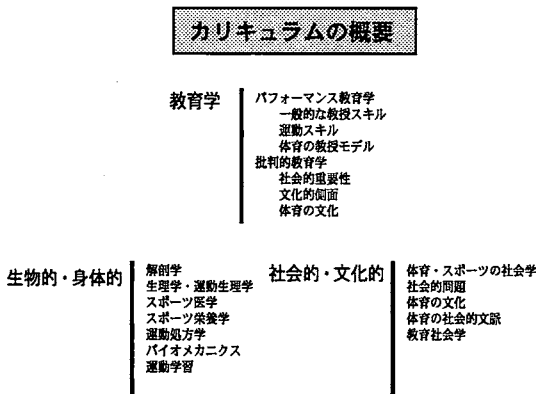 カリキュラムの概要
教育学
パフォーマンス教育学
一般的な教授スキル
運動スキル
体育の教授モデル
批判的教育学
社会的重要性
文化的側面
体育の文化
生物的・身体的
解剖学
生理学・運動生理学
スポーツ医学
スポーツ栄養学
運動処方学
バイオメカニクス
運動学習
社会的・文化的
体育・スポーツの社会学
社会的問題
体育の文化
体育の社会的文脈
教育社会学